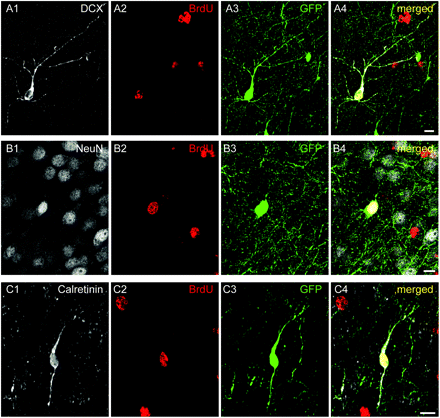 A1 DCX A2 BrdU A3 GFP A4 merged
B1 NeuN B2 BrdU B3 GFP B4 merged
C1 Calretinin C2 BrdU C3 GFP C4 merged